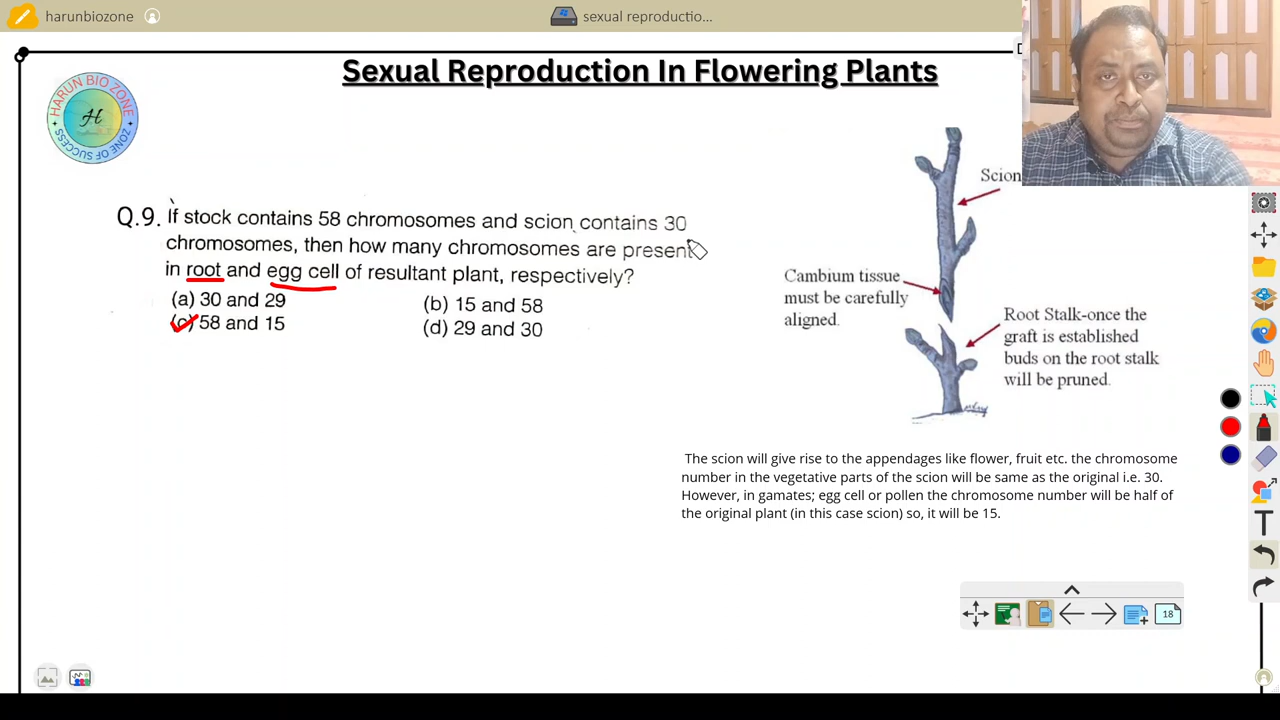 harunbiozone
sexual reproductio...
Sexual Reproduction In Flowering Plants
HARUN BIO ZONE
H
ZONE OF SUCCESS
Scion
Q.9. If stock contains 58 chromosomes and scion contains 30
chromosomes, then how many chromosomes are present
in root and egg cell of resultant plant, respectively?
(a) 30 and 29
(b) 15 and 58
(c) 58 and 15
(d) 29 and 30
Cambium tissue
must be carefully
aligned.
Root Stalk-once the
graft is established
buds on the root stalk
will be pruned.
The scion will give rise to the appendages like flower, fruit etc. the chromosome
number in the vegetative parts of the scion will be same as the original i.e. 30.
However, in gamates; egg cell or pollen the chromosome number will be half of
the original plant (in this case scion) so, it will be 15.
T
18